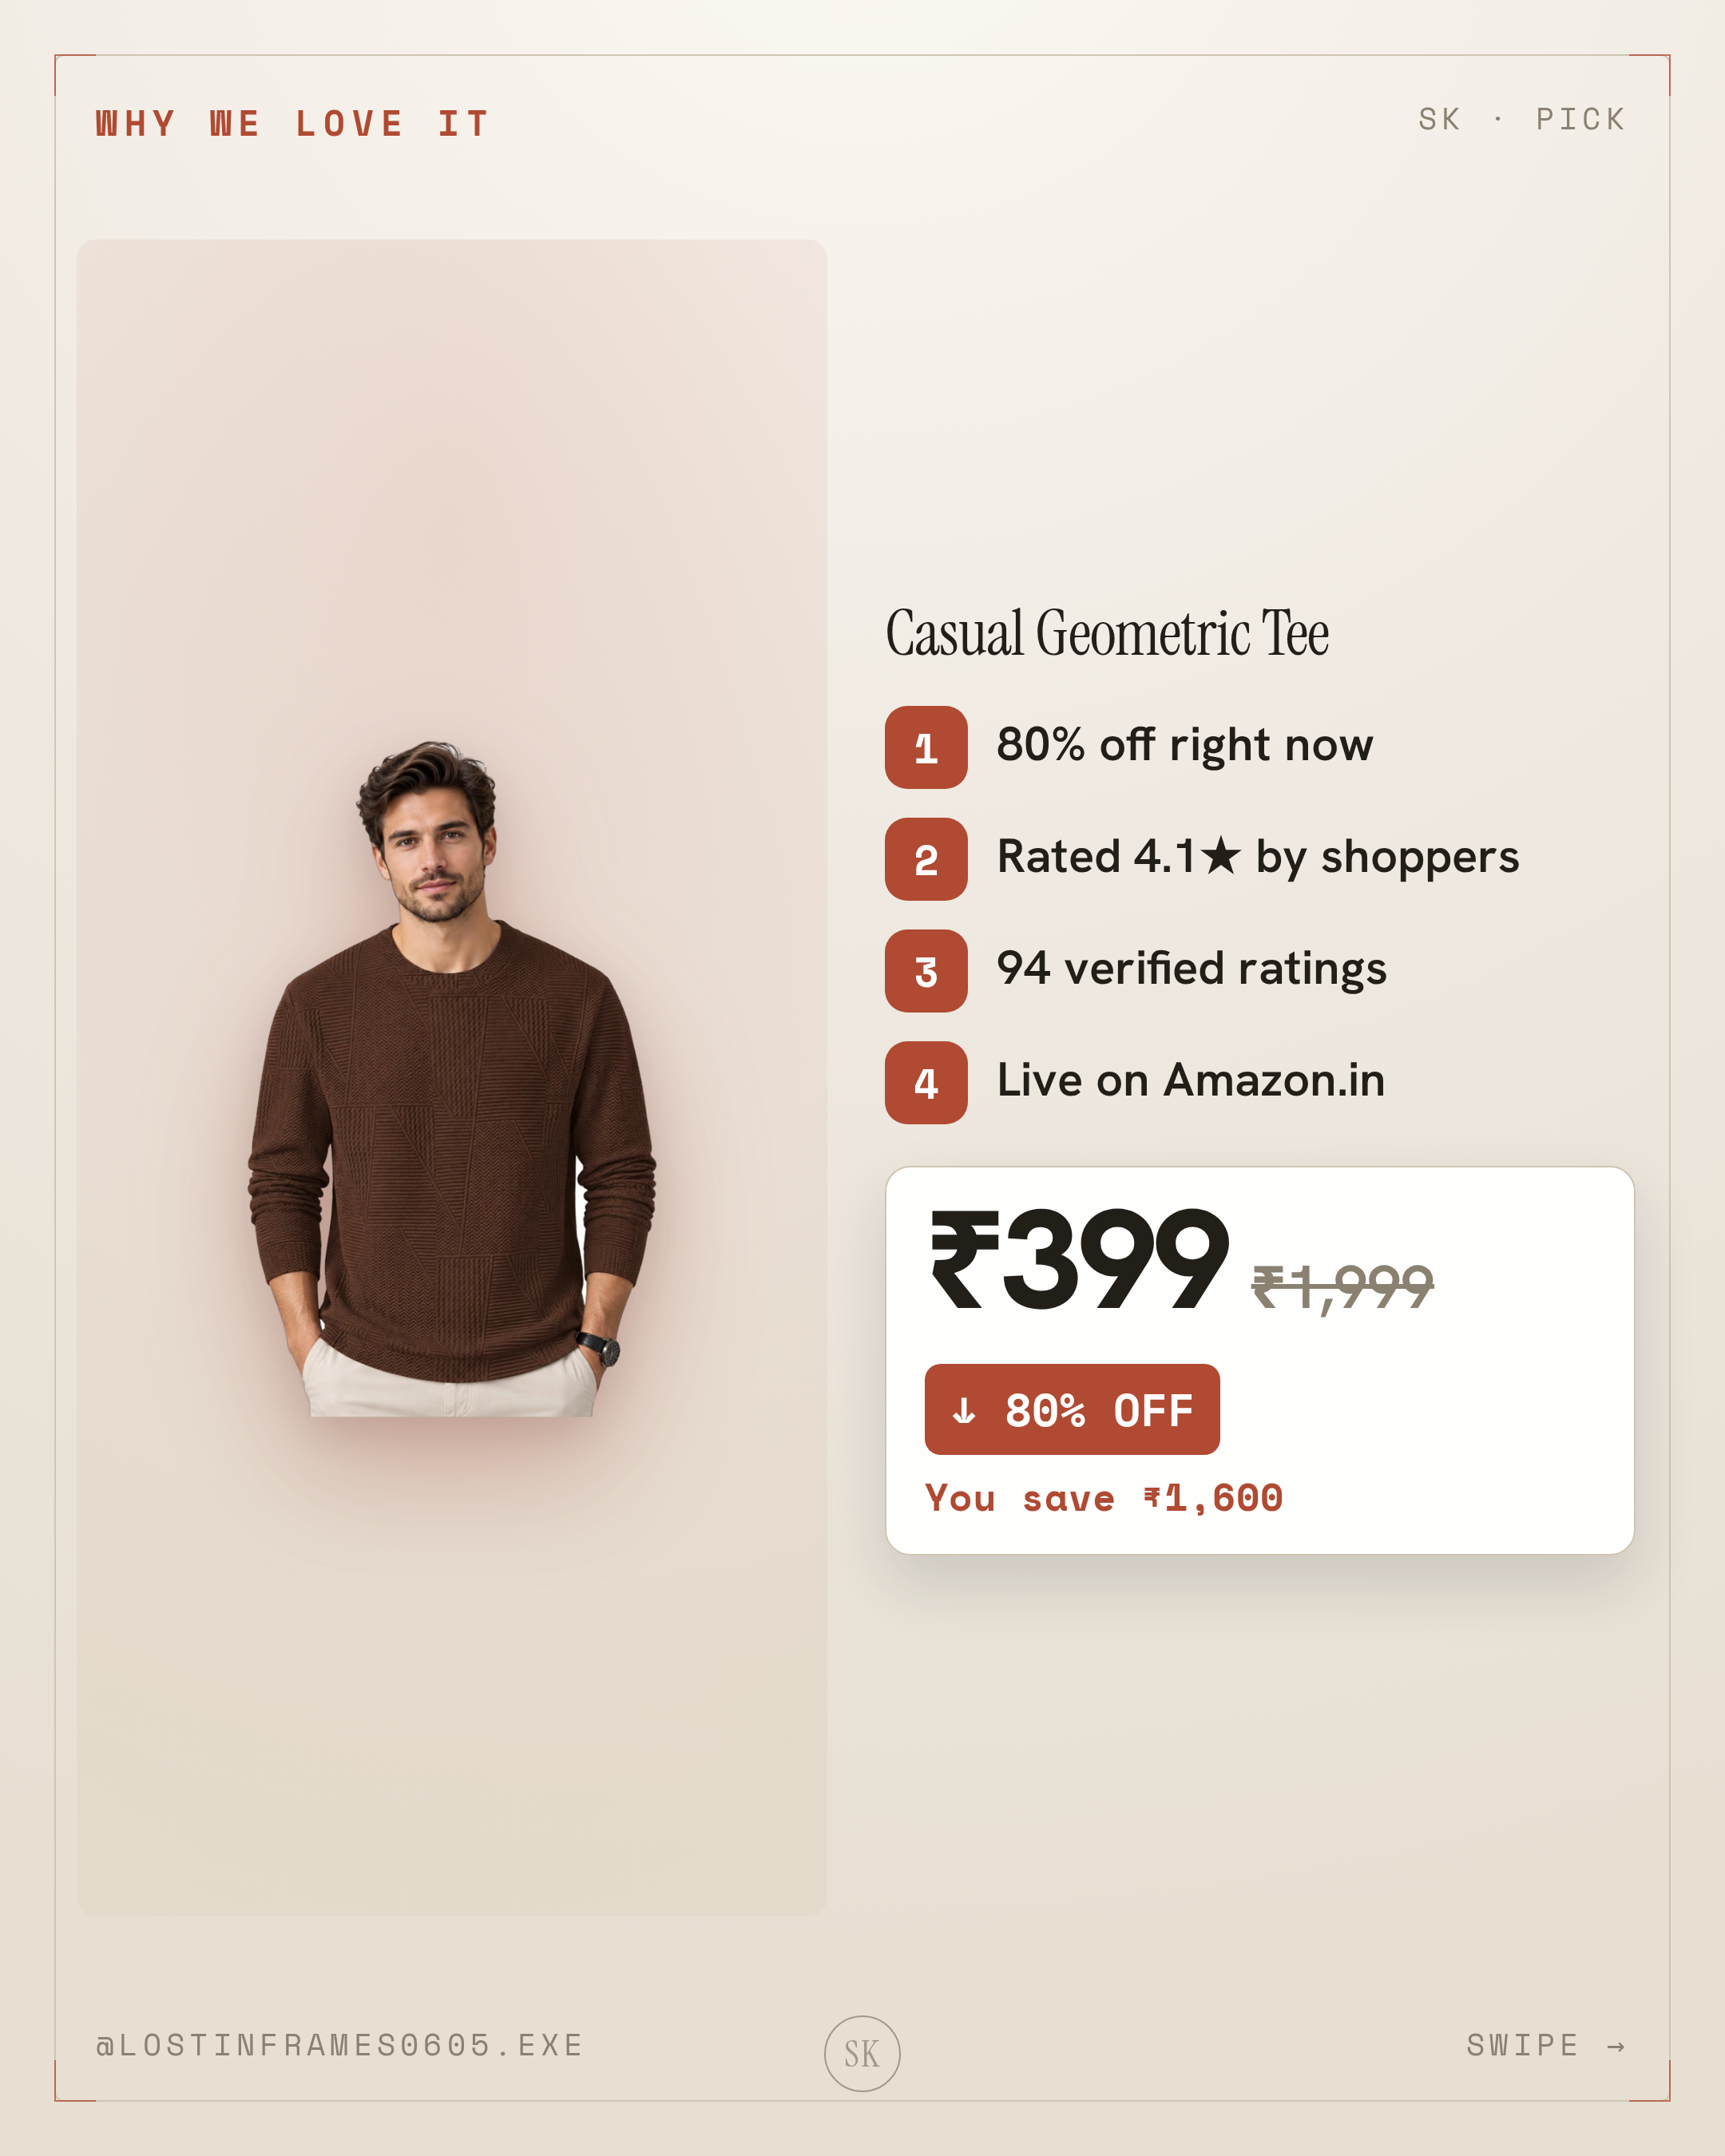 WHY WE LOVE IT
SK · PICK
Casual Geometric Tee
1 80% off right now
2 Rated 4.1★ by shoppers
3 94 verified ratings
4 Live on Amazon.in
₹399 ₹1,999
↓ 80% OFF
You save ₹1,600
@LOSTINFRAMES0605.EXE
SK
SWIPE →